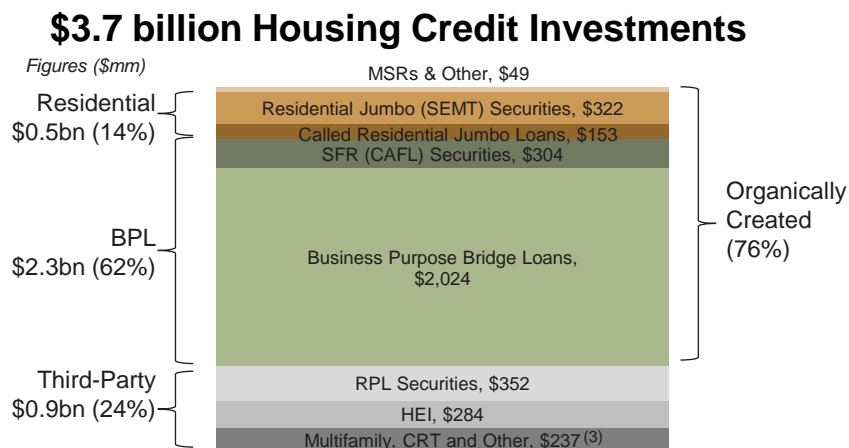 $3.7 billion Housing Credit Investments
Figures ($mm)
MSRs & Other, $49
Residential
$0.5bn (14%)
Residential Jumbo (SEMT) Securities, $322
Called Residential Jumbo Loans, $153
SFR (CAFL) Securities, $304
BPL
$2.3bn (62%)
Business Purpose Bridge Loans,
$2,024
Organically
Created
(76%)
Third-Party
$0.9bn (24%)
RPL Securities, $352
HEI, $284
Multifamily, CRT and Other, $237 (3)